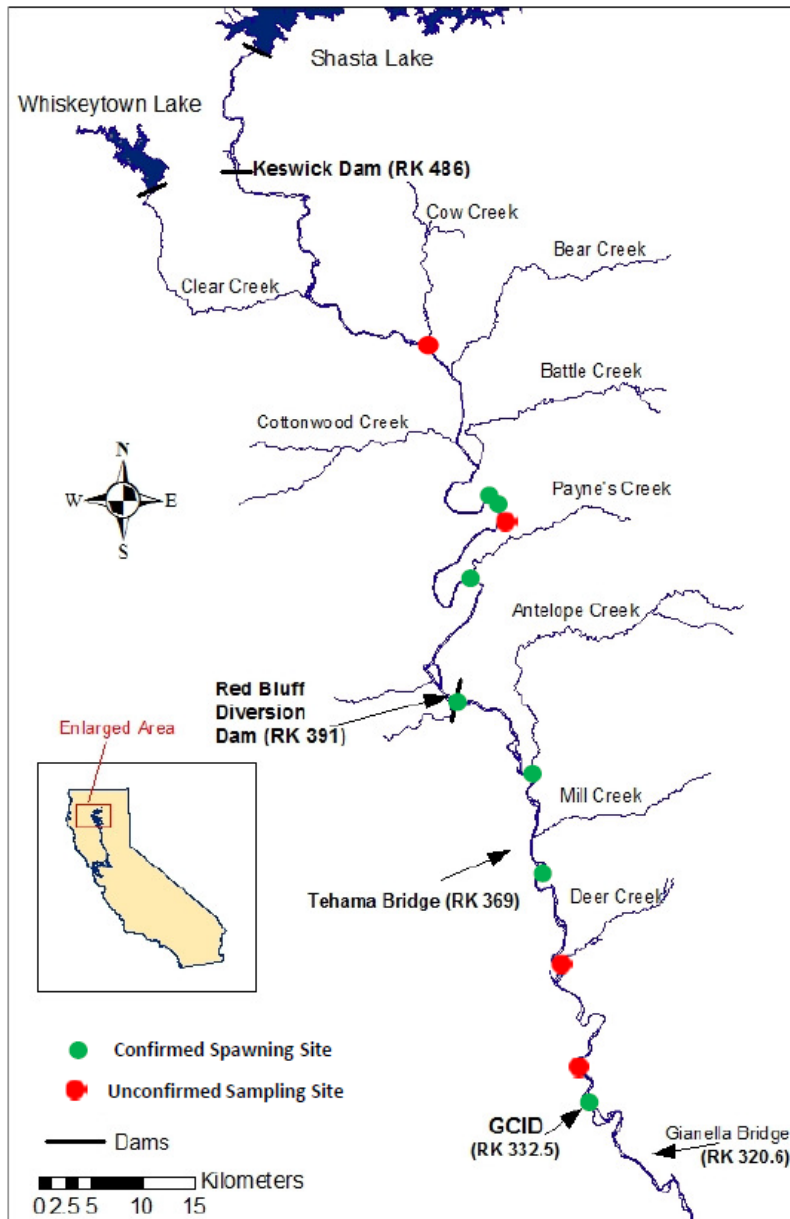 Shasta Lake
Whiskeytown Lake
Keswick Dam (RK 486)
Cow Creek
Bear Creek
Clear Creek
Battle Creek
Cottonwood Creek
N
W E
S
Payne's Creek
Antelope Creek
Red Bluff
Diversion
Dam (RK 391)
Enlarged Area
Mill Creek
Tehama Bridge (RK 369)
Deer Creek
Confirmed Spawning Site
Unconfirmed Sampling Site
GCID
(RK 332.5)
Gianella Bridge
(RK 320.6)
Dams
Kilometers
0 2.5 5 10 15